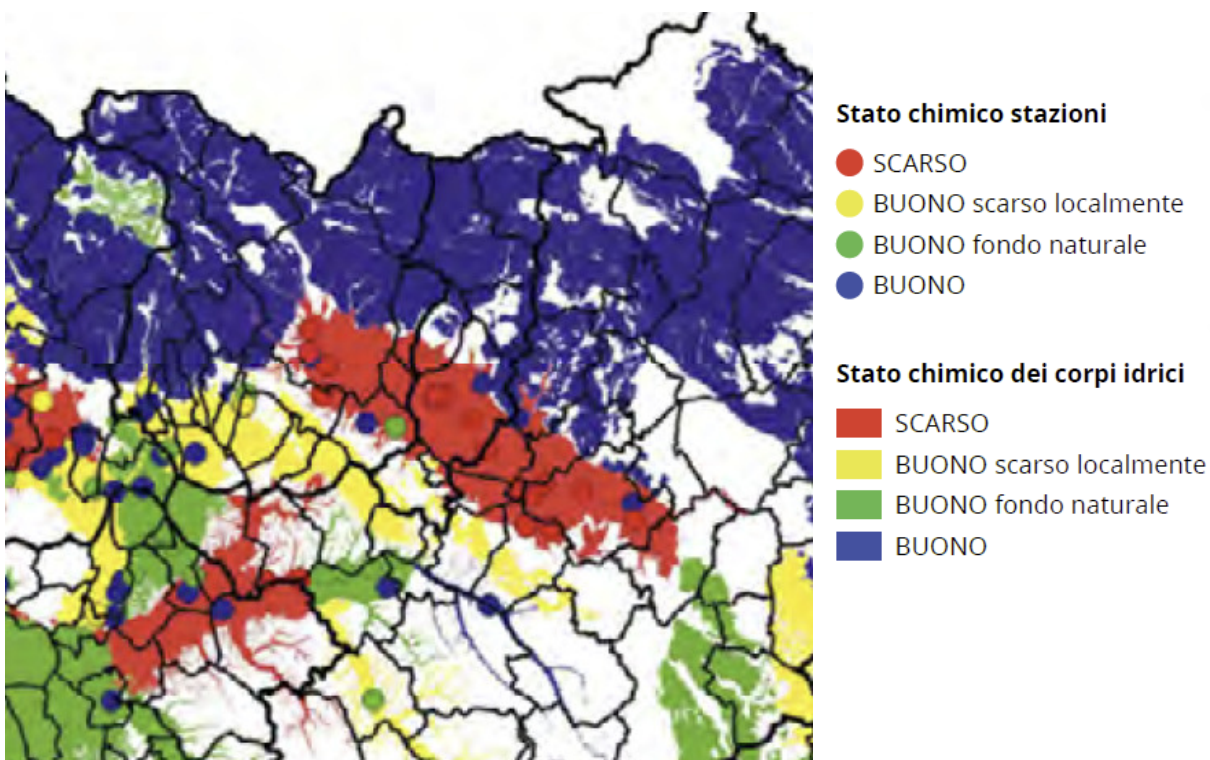 Stato chimico stazioni
SCARSO
BUONO scarso localmente
BUONO fondo naturale
BUONO
Stato chimico dei corpi idrici
SCARSO
BUONO scarso localmente
BUONO fondo naturale
BUONO